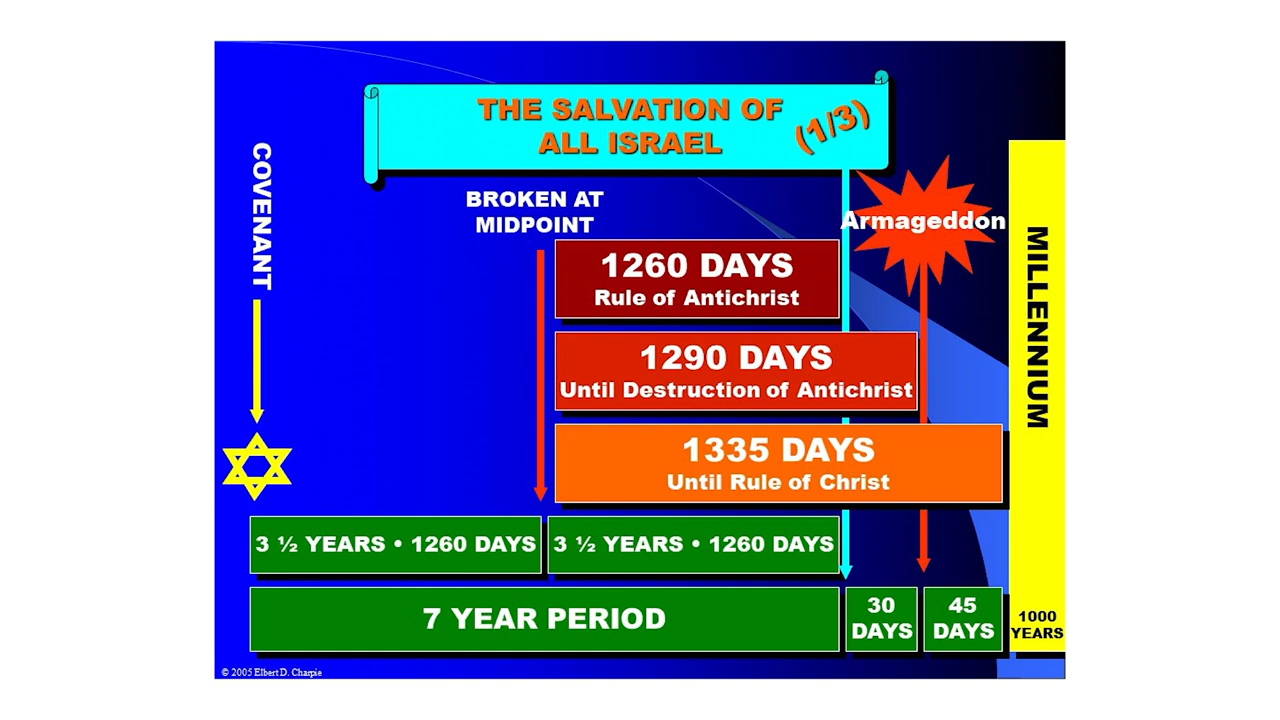 THE SALVATION OF
ALL ISRAEL
(1/3)
COVENANT
BROKEN AT
MIDPOINT
Armageddon
MILLENNIUM
1260 DAYS
Rule of Antichrist
1290 DAYS
Until Destruction of Antichrist
1335 DAYS
Until Rule of Christ
3 ½ YEARS • 1260 DAYS
3 ½ YEARS • 1260 DAYS
7 YEAR PERIOD
30
DAYS
45
DAYS
1000
YEARS
© 2005 Elbert D. Charpie